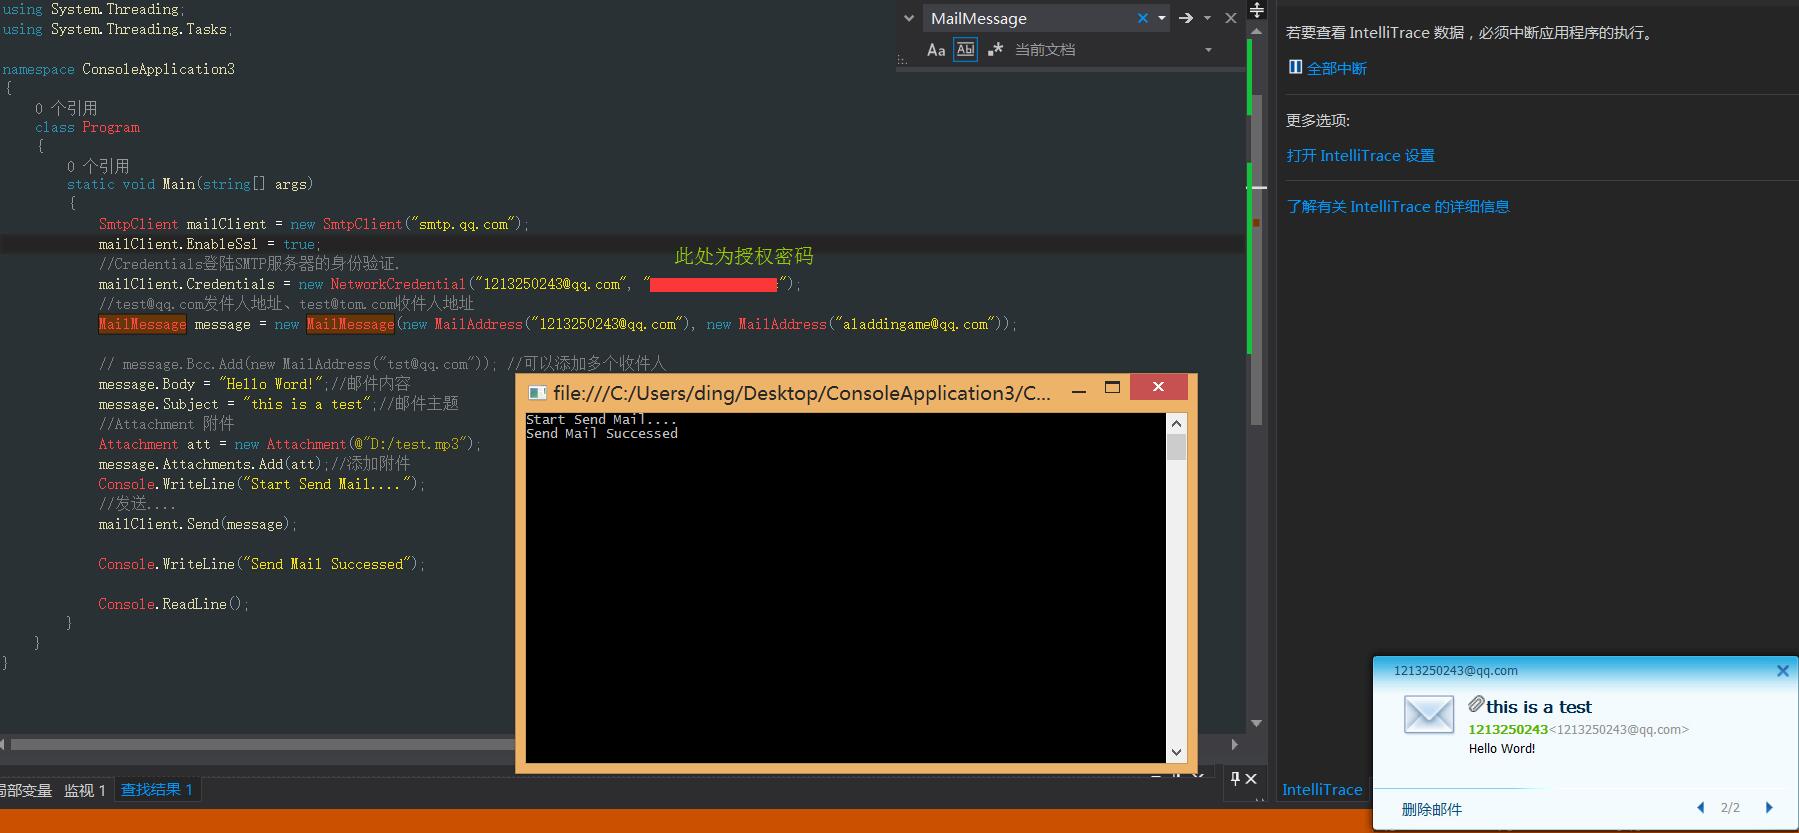 using System.Threading;
using System.Threading.Tasks;
namespace ConsoleApplication3
{
0 个引用
class Program
{
0 个引用
static void Main(string[] args)
{
SmtpClient mailClient = new SmtpClient("smtp.qq.com");
mailClient.EnableSsl = true;
//Credentials登陆SMTP服务器的身份验证.
此处为授权密码
mailClient.Credentials = new NetworkCredential("1213250243@qq.com", "");
//test@qq.com发件人地址、test@tom.com收件人地址
MailMessage message = new MailMessage(new MailAddress("1213250243@qq.com"), new MailAddress("aladdingame@qq.com"));
// message.Bcc.Add(new MailAddress("tst@qq.com")); //可以添加多个收件人
message.Body = "Hello Word!";//邮件内容
message.Subject = "this is a test";//邮件主题
//Attachment 附件
Attachment att = new Attachment(@"D:/test.mp3");
message.Attachments.Add(att);//添加附件
Console.WriteLine("Start Send Mail....");
//发送....
mailClient.Send(message);
Console.WriteLine("Send Mail Successed");
Console.ReadLine();
}
}
}
MailMessage
Aa Abl 当前文档
file:///C:/Users/ding/Desktop/ConsoleApplication3/C...
Start Send Mail....
Send Mail Successed
若要查看 IntelliTrace 数据，必须中断应用程序的执行。
全部中断
更多选项:
打开 IntelliTrace 设置
了解有关 IntelliTrace 的详细信息
局部变量 监视 1 查找结果 1
IntelliTrace
1213250243@qq.com
this is a test
1213250243<1213250243@qq.com>
Hello Word!
删除邮件
2/2